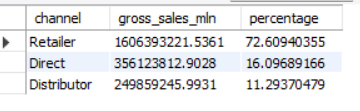 channel gross_sales_mln percentage
Retailer 1606393221.5361 72.60940355
Direct 356123812.9028 16.09689166
Distributor 249859245.9931 11.29370479